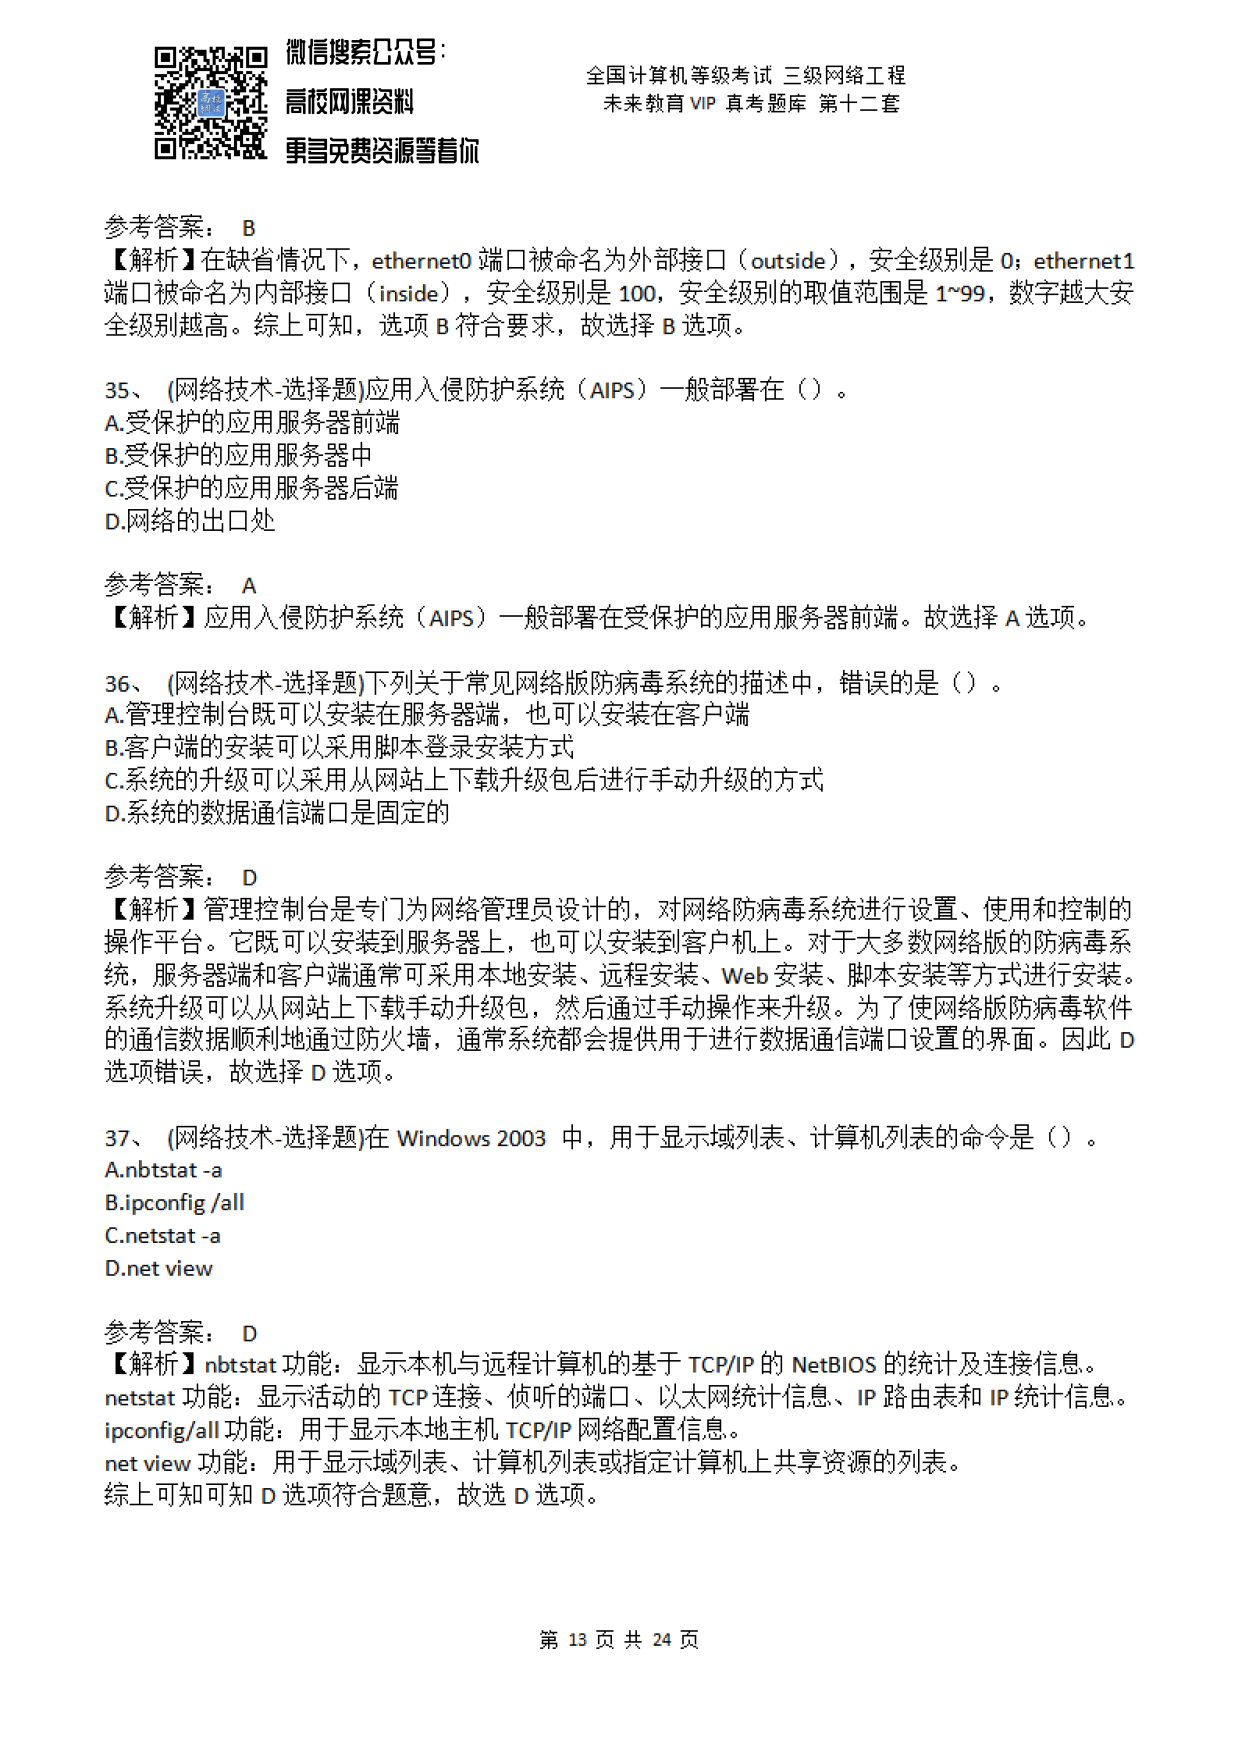 微信搜索公众号：
高校网课资料
更多免费资源等着你
全国计算机等级考试 三级网络工程
未来教育 VIP 真考题库 第十二套
参考答案： B
【解析】在缺省情况下，ethernet0 端口被命名为外部接口（outside），安全级别是 0；ethernet1
端口被命名为内部接口（inside），安全级别是 100，安全级别的取值范围是 1~99，数字越大安
全级别越高。综上可知，选项 B 符合要求，故选择 B 选项。
35、 (网络技术-选择题)应用入侵防护系统（AIPS）一般部署在（）。
A.受保护的应用服务器前端
B.受保护的应用服务器中
C.受保护的应用服务器后端
D.网络的出口处
参考答案： A
【解析】应用入侵防护系统（AIPS）一般部署在受保护的应用服务器前端。故选择 A 选项。
36、 (网络技术-选择题)下列关于常见网络版防病毒系统的描述中，错误的是（）。
A.管理控制台既可以安装在服务器端，也可以安装在客户端
B.客户端的安装可以采用脚本登录安装方式
C.系统的升级可以采用从网站上下载升级包后进行手动升级的方式
D.系统的数据通信端口是固定的
参考答案： D
【解析】管理控制台是专门为网络管理员设计的，对网络防病毒系统进行设置、使用和控制的
操作平台。它既可以安装到服务器上，也可以安装到客户机上。对于大多数网络版的防病毒系
统，服务器端和客户端通常可采用本地安装、远程安装、Web 安装、脚本安装等方式进行安装。
系统升级可以从网站上下载手动升级包，然后通过手动操作来升级。为了使网络版防病毒软件
的通信数据顺利地通过防火墙，通常系统都会提供用于进行数据通信端口设置的界面。因此 D
选项错误，故选择 D 选项。
37、 (网络技术-选择题)在 Windows 2003 中，用于显示域列表、计算机列表的命令是（）。
A.nbtstat -a
B.ipconfig /all
C.netstat -a
D.net view
参考答案： D
【解析】nbtstat 功能：显示本机与远程计算机的基于 TCP/IP 的 NetBIOS 的统计及连接信息。
netstat 功能：显示活动的 TCP 连接、侦听的端口、以太网统计信息、IP 路由表和 IP 统计信息。
ipconfig/all 功能：用于显示本地主机 TCP/IP 网络配置信息。
net view 功能：用于显示域列表、计算机列表或指定计算机上共享资源的列表。
综上可知可知 D 选项符合题意，故选 D 选项。
第 13 页 共 24 页